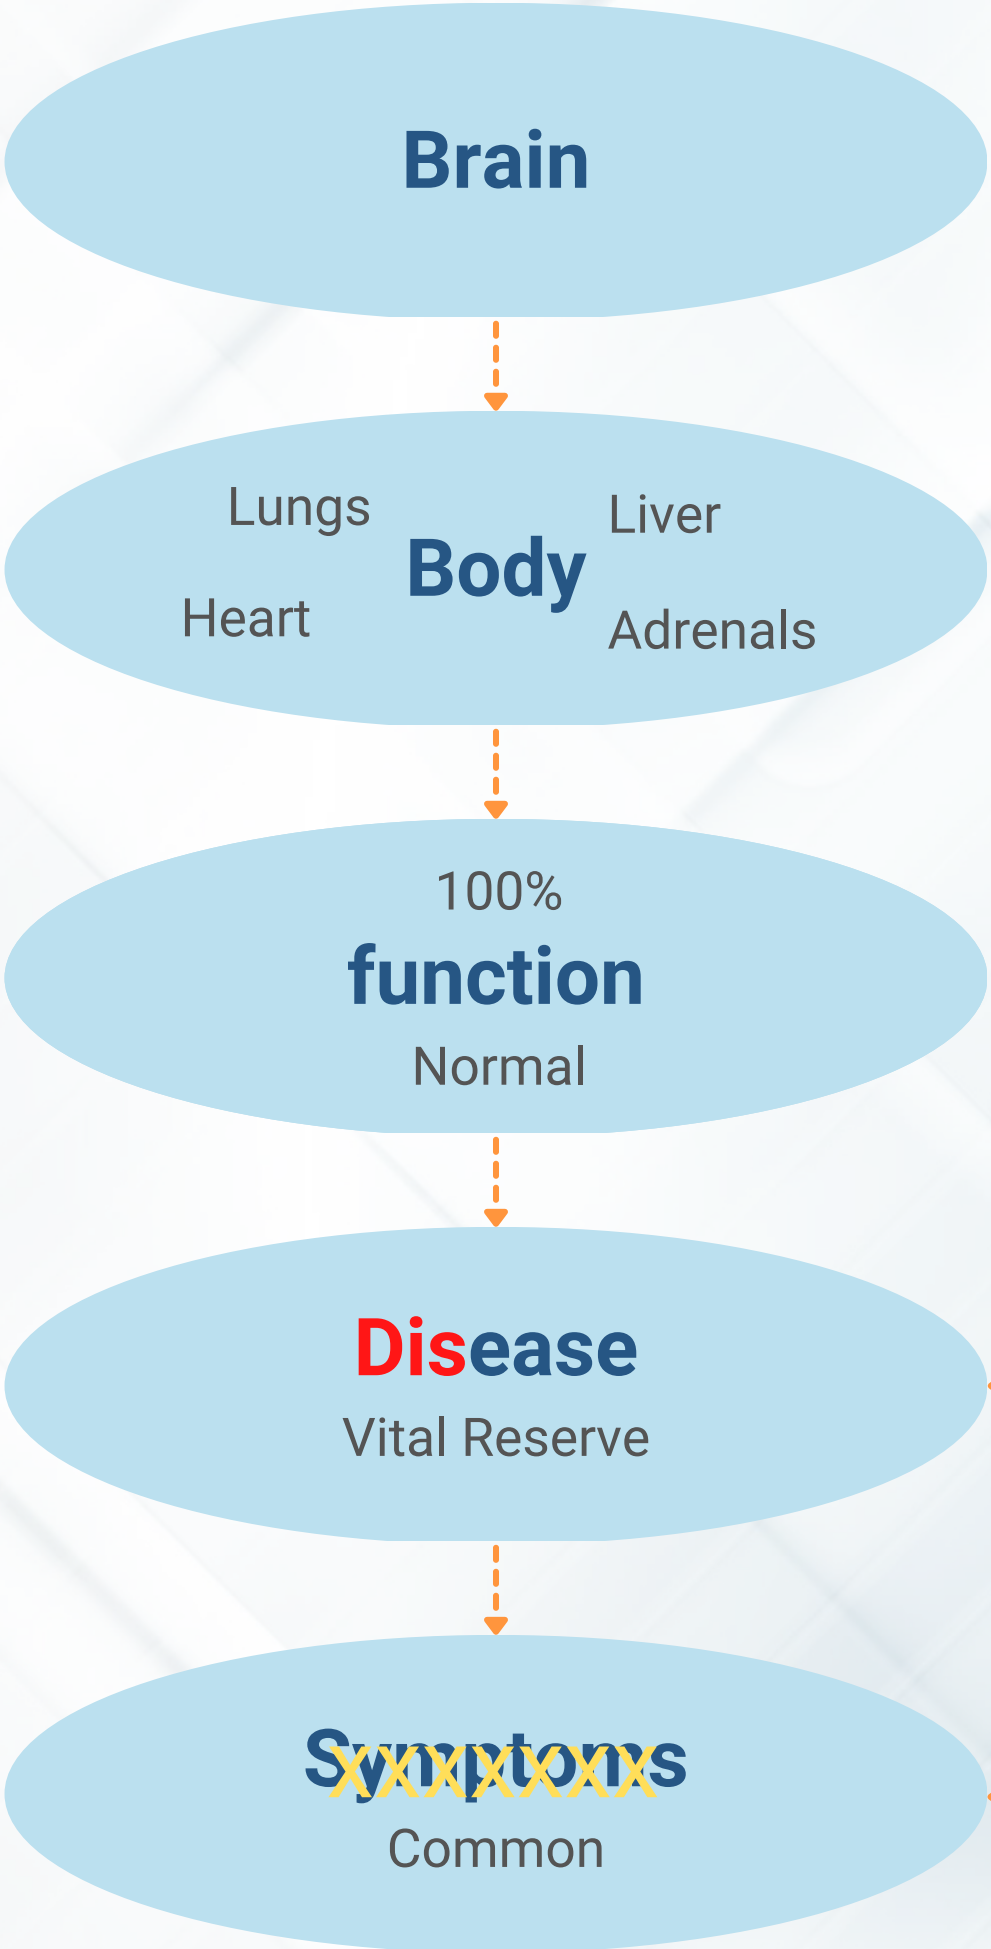 Brain
Lungs
Liver
Body
Heart
Adrenals
100%
function
Normal
Disease
Vital Reserve
Symptoms
XXXXXXX
Common